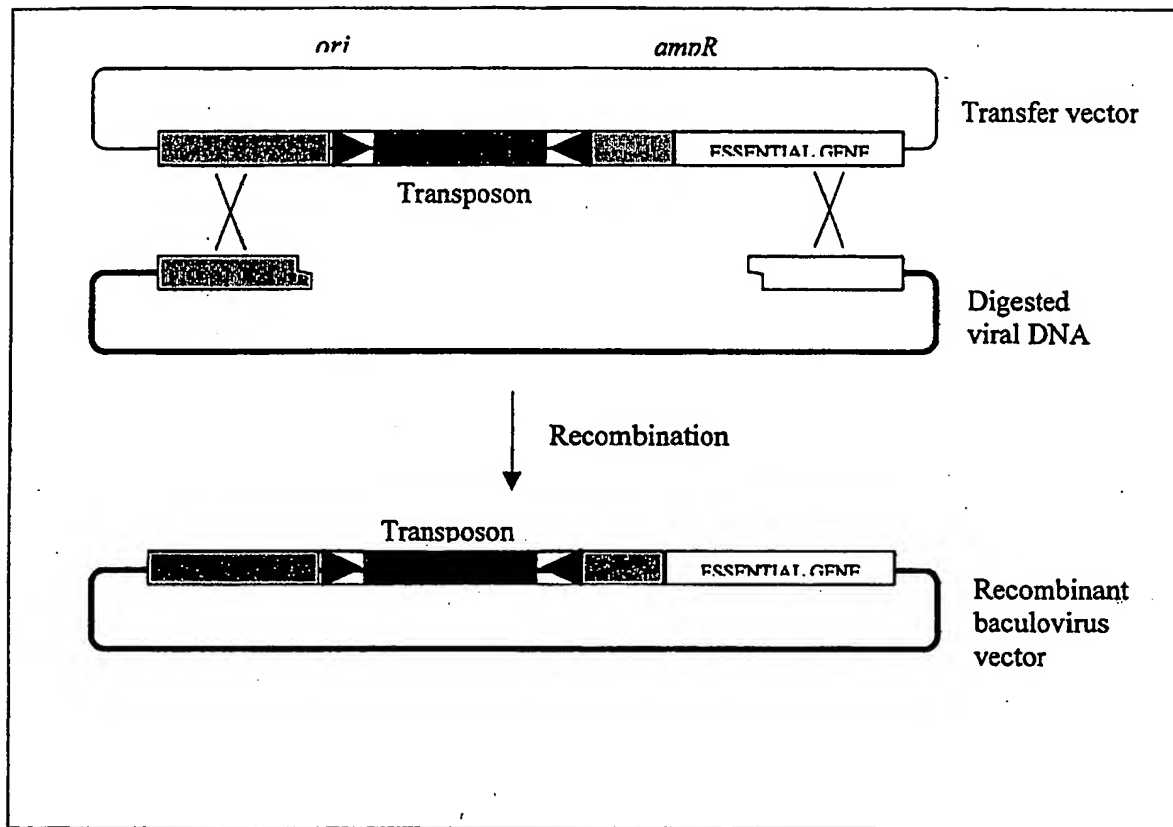 ori ampR
Transfer vector
ESSENTIAL GENE
Transposon
Digested
viral DNA
Recombination
Transposon
ESSENTIAL GENE
Recombinant
baculovirus
vector